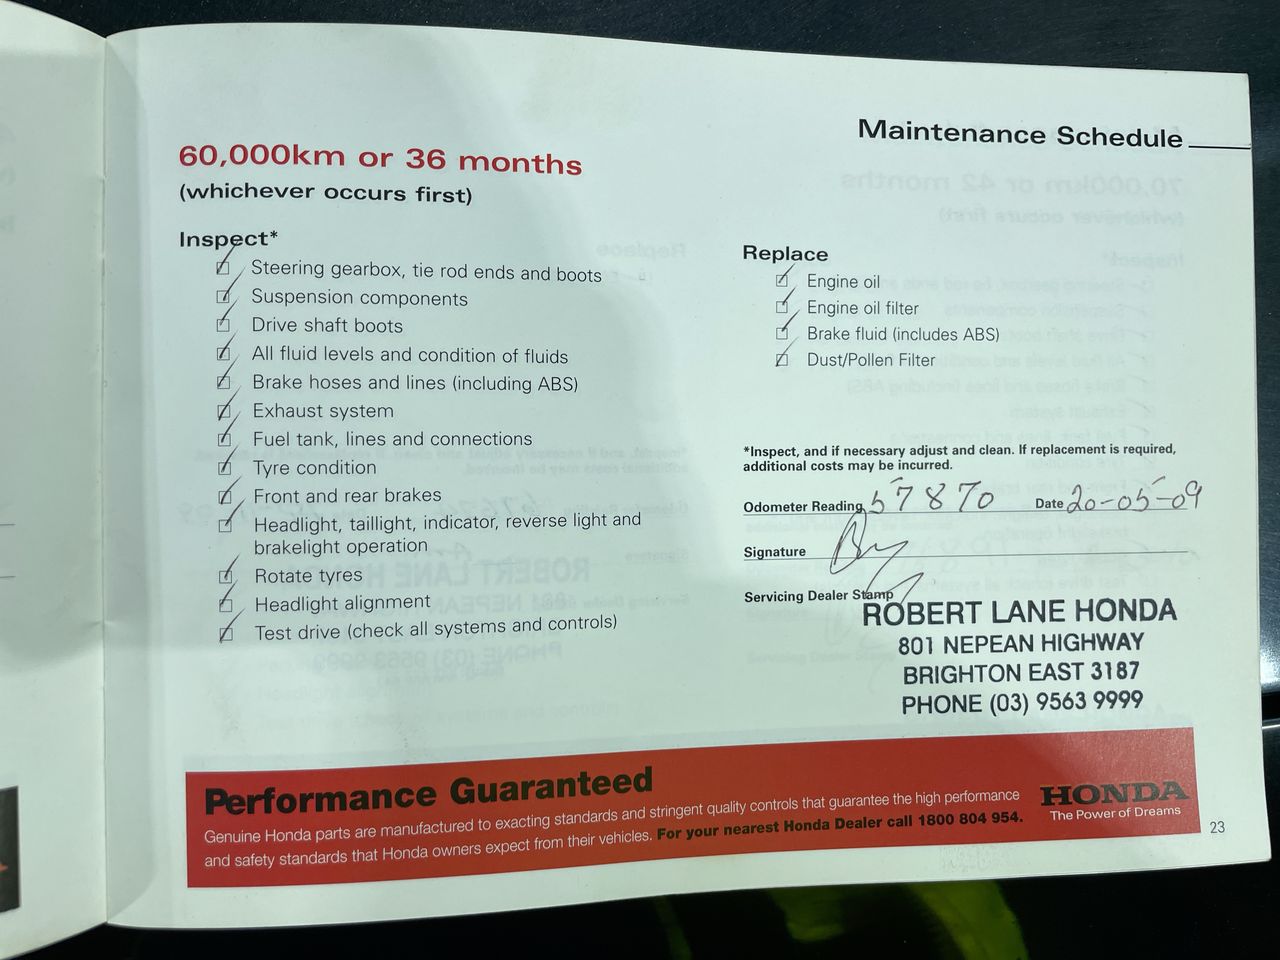 Maintenance Schedule
60,000km or 36 months
(whichever occurs first)
Inspect*
Steering gearbox, tie rod ends and boots
Suspension components
Drive shaft boots
All fluid levels and condition of fluids
Brake hoses and lines (including ABS)
Exhaust system
Fuel tank, lines and connections
Tyre condition
Front and rear brakes
Headlight, taillight, indicator, reverse light and
brakelight operation
Rotate tyres
Headlight alignment
Test drive (check all systems and controls)
Replace
Engine oil
Engine oil filter
Brake fluid (includes ABS)
Dust/Pollen Filter
*Inspect, and if necessary adjust and clean. If replacement is required,
additional costs may be incurred.
Odometer Reading 57870 Date 20-05-09
Signature
Servicing Dealer Stamp
ROBERT LANE HONDA
801 NEPEAN HIGHWAY
BRIGHTON EAST 3187
PHONE (03) 9563 9999
Performance Guaranteed
Genuine Honda parts are manufactured to exacting standards and stringent quality controls that guarantee the high performance
and safety standards that Honda owners expect from their vehicles. For your nearest Honda Dealer call 1800 804 954.
HONDA
The Power of Dreams
23